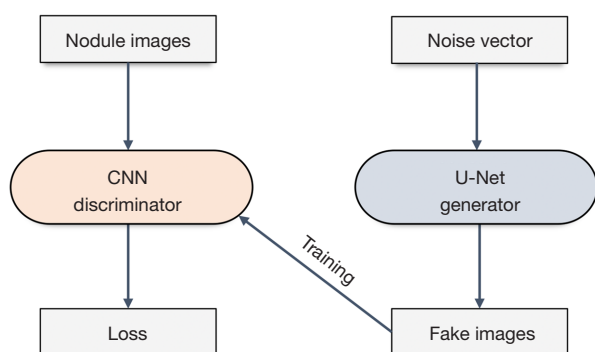 Nodule images
Noise vector
CNN
discriminator
U-Net
generator
Training
Loss
Fake images